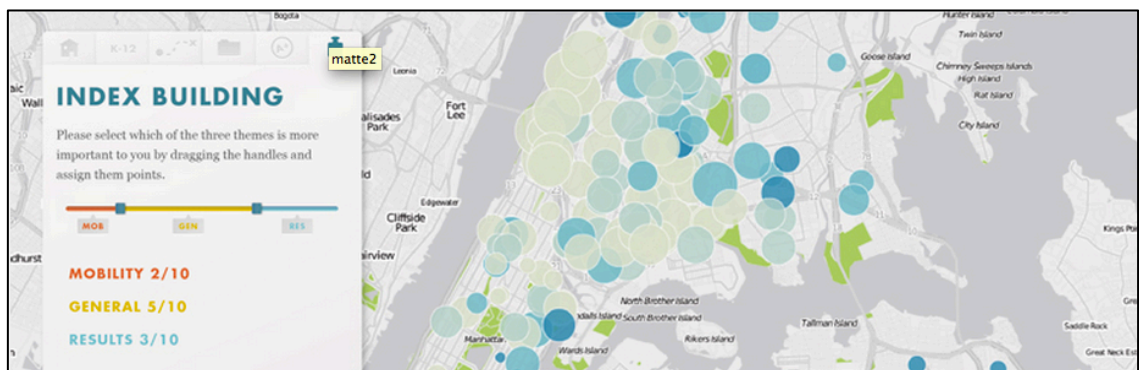 K-12
A+
matte2
INDEX BUILDING
Please select which of the three themes is more
important to you by dragging the handles and
assign them points.
MOB
GEN
RES
MOBILITY 2/10
GENERAL 5/10
RESULTS 3/10
Bogota
Leonia
Fort
Lee
Palisades
Park
Edgewater
Cliffside
Park
Goose Island
Hunter Island
Twin Island
Chimney Sweeps Islands
High Island
Rat Island
City Island
North Brother Island
South Brother Island
Wards Island
Rikers Island
Tallman Island
Kings Poi
Saddle Rock
Great Neck Est